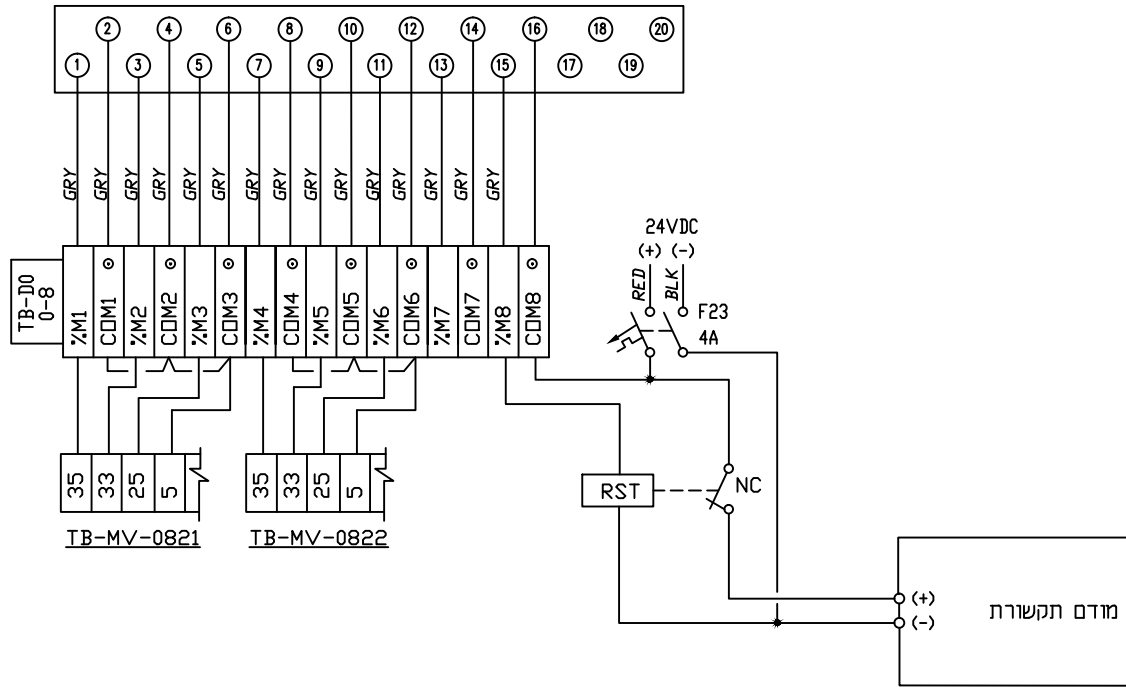 2 4 6 8 10 12 14 16 18 20
1 3 5 7 9 11 13 15 17 19
GRY GRY GRY GRY GRY GRY GRY GRY GRY GRY GRY GRY GRY GRY GRY
24VDC
(+) (-)
RED BLK
F23
4A
TB-DO
0-8
%M1 COM1 %M2 COM2 %M3 COM3 %M4 COM4 %M5 COM5 %M6 COM6 %M7 COM7 %M8 COM8
35 33 25 5
35 33 25 5
RST
NC
TB-MV-0821
TB-MV-0822
(+)
(-)
מודם תקשורת